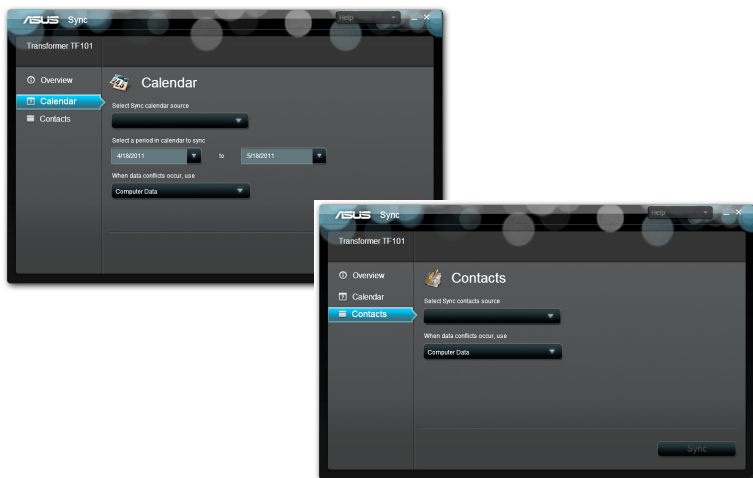 ASUS Sync
Help
Transformer TF101
Overview
Calendar
Contacts
Calendar
Select Sync calendar source
Select a period in calendar to sync
4/18/2011 to 5/18/2011
When data conflicts occur, use
Computer Data
ASUS Sync
Help
Transformer TF101
Overview
Calendar
Contacts
Contacts
Select Sync contacts source
When data conflicts occur, use
Computer Data
Sync